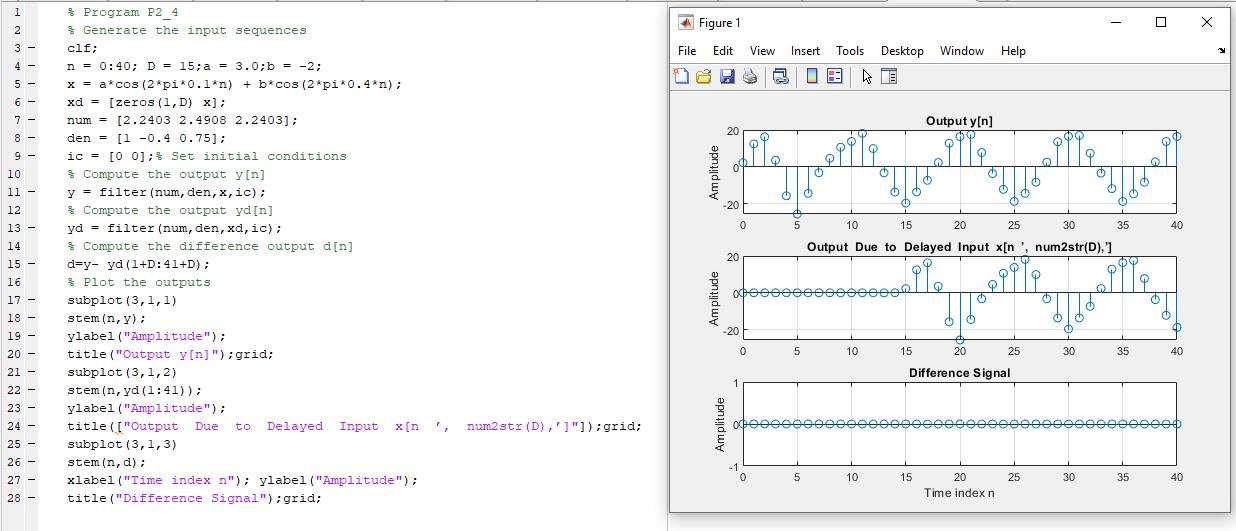 1 % Program P2_4
2 % Generate the input sequences
3 – clf;
4 – n = 0:40; D = 15;a = 3.0;b = -2;
5 – x = a*cos(2*pi*0.1*n) + b*cos(2*pi*0.4*n);
6 – xd = [zeros(1,D) x];
7 – num = [2.2403 2.4908 2.2403];
8 – den = [1 -0.4 0.75];
9 – ic = [0 0];% Set initial conditions
10 % Compute the output y[n]
11 – y = filter(num,den,x,ic);
12 % Compute the output yd[n]
13 – yd = filter(num,den,xd,ic);
14 % Compute the difference output d[n]
15 – d=y- yd(1+D:41+D);
16 % Plot the outputs
17 – subplot(3,1,1)
18 – stem(n,y);
19 – ylabel("Amplitude");
20 – title("Output y[n]");grid;
21 – subplot(3,1,2)
22 – stem(n,yd(1:41));
23 – ylabel("Amplitude");
24 – title(["Output Due to Delayed Input x[n ’, num2str(D),’]"]);grid;
25 – subplot(3,1,3)
26 – stem(n,d);
27 – xlabel("Time index n"); ylabel("Amplitude");
28 – title("Difference Signal");grid;
Figure 1
File Edit View Insert Tools Desktop Window Help
Output y[n]
Amplitude
20
0
-20
0 5 10 15 20 25 30 35 40
Output Due to Delayed Input x[n ’, num2str(D),’]
Amplitude
20
0
-20
0 5 10 15 20 25 30 35 40
Difference Signal
Amplitude
1
0
-1
0 5 10 15 20 25 30 35 40
Time index n